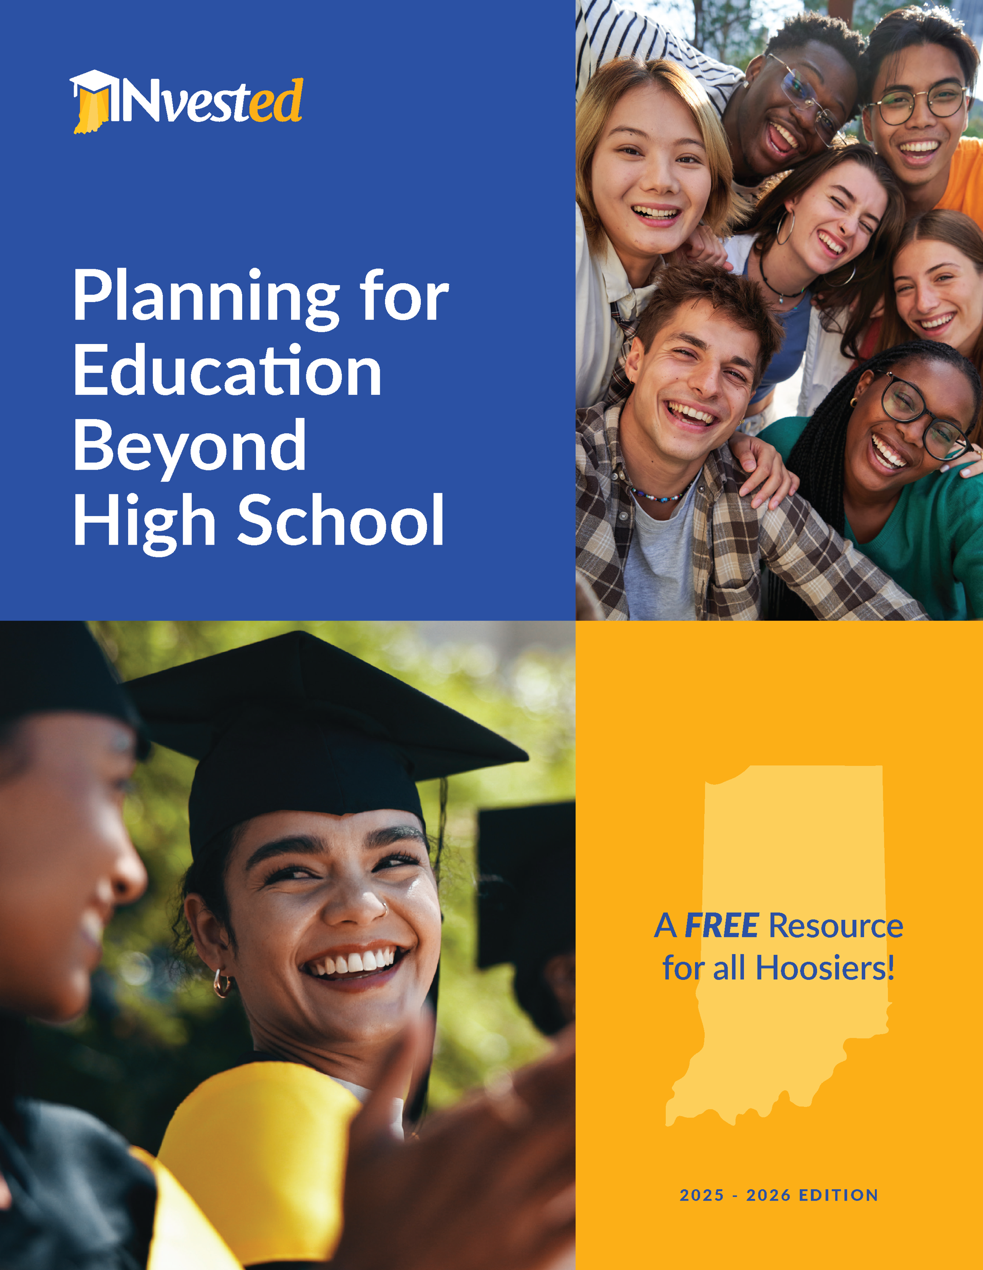 INvested
Planning for
Education
Beyond
High School
A FREE Resource
for all Hoosiers!
2025 - 2026 EDITION